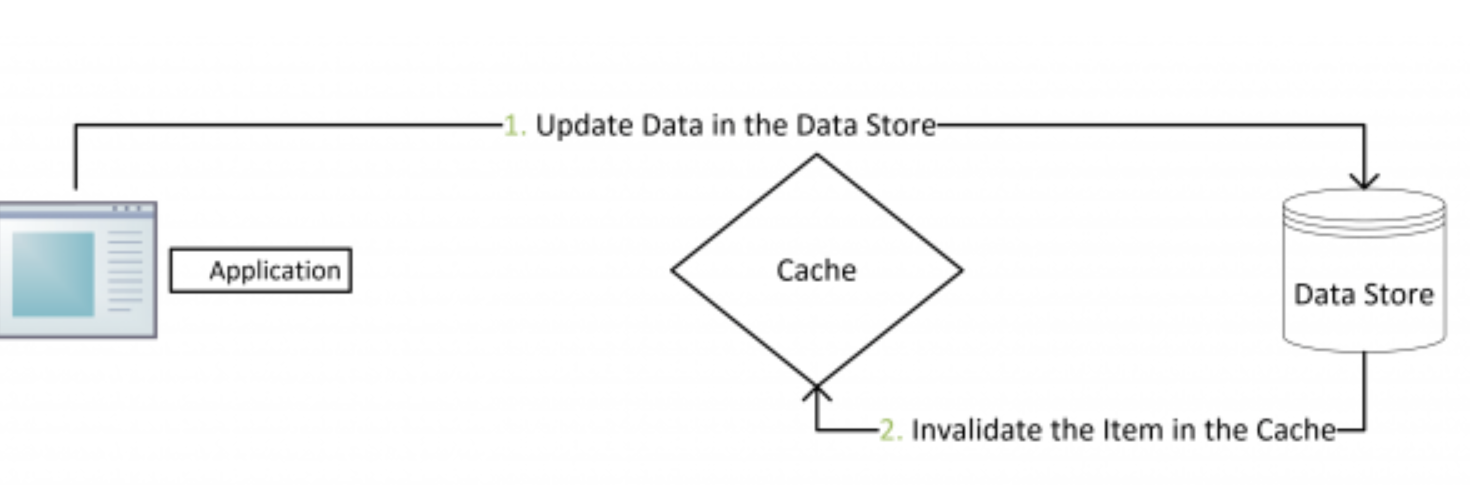 1. Update Data in the Data Store
Application
Cache
Data Store
2. Invalidate the Item in the Cache